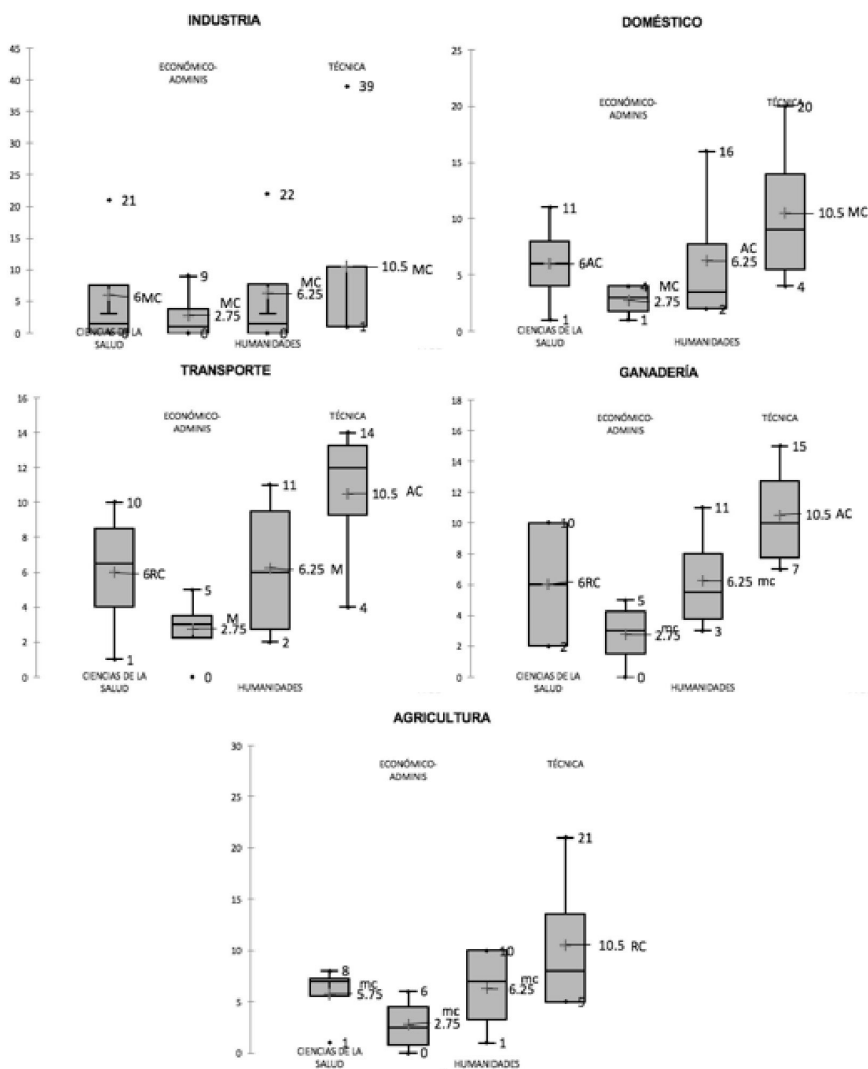 INDUSTRIA
45
40
35
30
25
20
15
10
5
0
ECONÓMICO-
ADMINIS
TÉCNICA
39
21
22
9
6MC
MC
2.75
MC
6.25
10.5 MC
0
0
0
1
CIENCIAS DE LA
SALUD
HUMANIDADES
DOMÉSTICO
25
20
15
10
5
0
ECONÓMICO-
ADMINIS
TÉCNICA
20
16
11
10.5 MC
AC
6.25
6AC
4
MC
2.75
4
1
1
2
CIENCIAS DE LA
SALUD
HUMANIDADES
TRANSPORTE
16
14
12
10
8
6
4
2
0
ECONÓMICO-
ADMINIS
TÉCNICA
14
10
11
10.5 AC
6RC
6.25 M
5
M
2.75
4
1
2
0
CIENCIAS DE LA
SALUD
HUMANIDADES
GANADERÍA
18
16
14
12
10
8
6
4
2
0
ECONÓMICO-
ADMINIS
TÉCNICA
15
10
11
10.5 AC
6RC
6.25 mc
7
5
mc
2.75
2
3
0
CIENCIAS DE LA
SALUD
HUMANIDADES
AGRICULTURA
30
25
20
15
10
5
0
ECONÓMICO-
ADMINIS
TÉCNICA
21
10.5 RC
8
mc
5.75
6
mc
2.75
10
mc
6.25
5
1
0
1
CIENCIAS DE LA
SALUD
HUMANIDADES